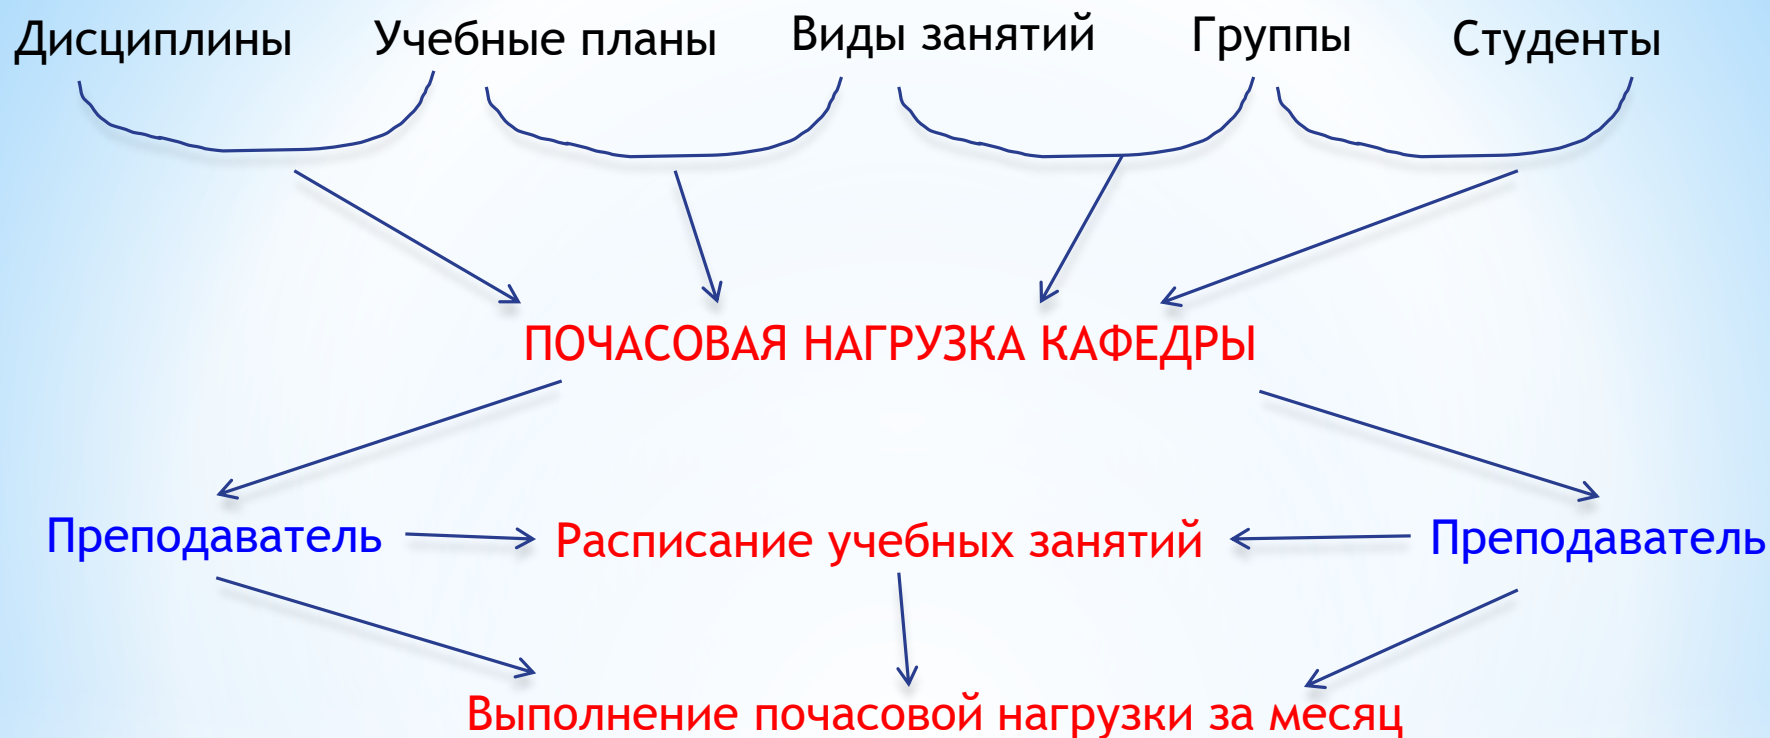 Дисциплины
Учебные планы
Виды занятий
Группы
Студенты
ПОЧАСОВАЯ НАГРУЗКА КАФЕДРЫ
Преподаватель
Расписание учебных занятий
Преподаватель
Выполнение почасовой нагрузки за месяц